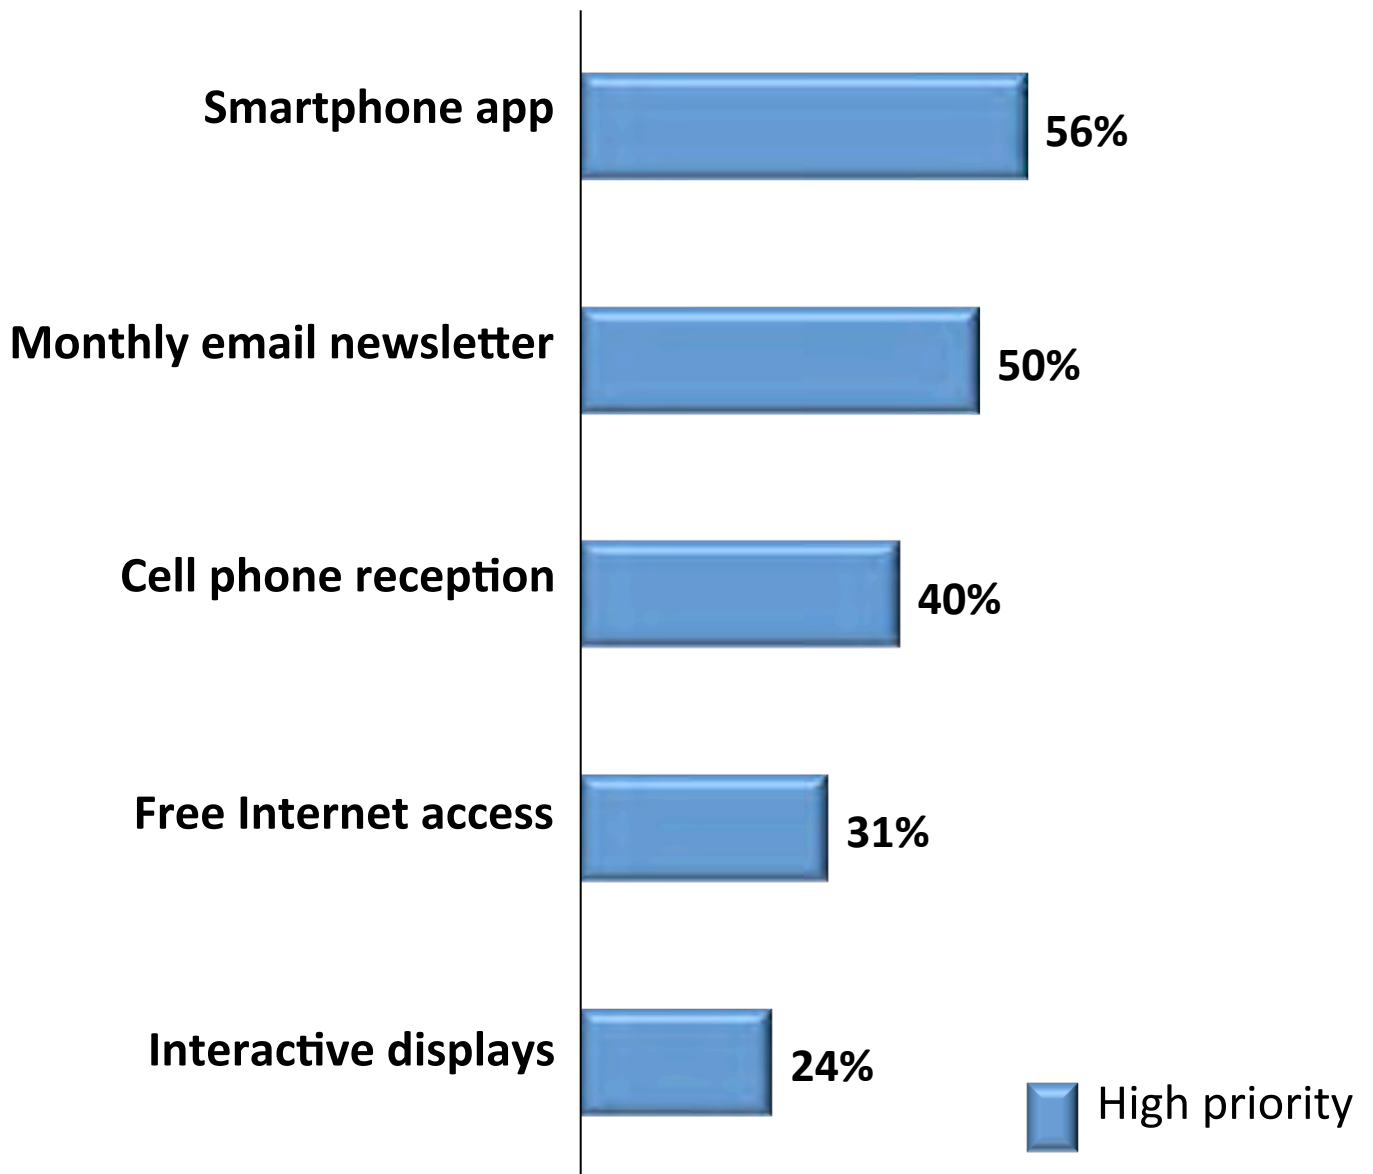 Smartphone app
56%
Monthly email newsletter
50%
Cell phone reception
40%
Free Internet access
31%
Interactive displays
24%
High priority